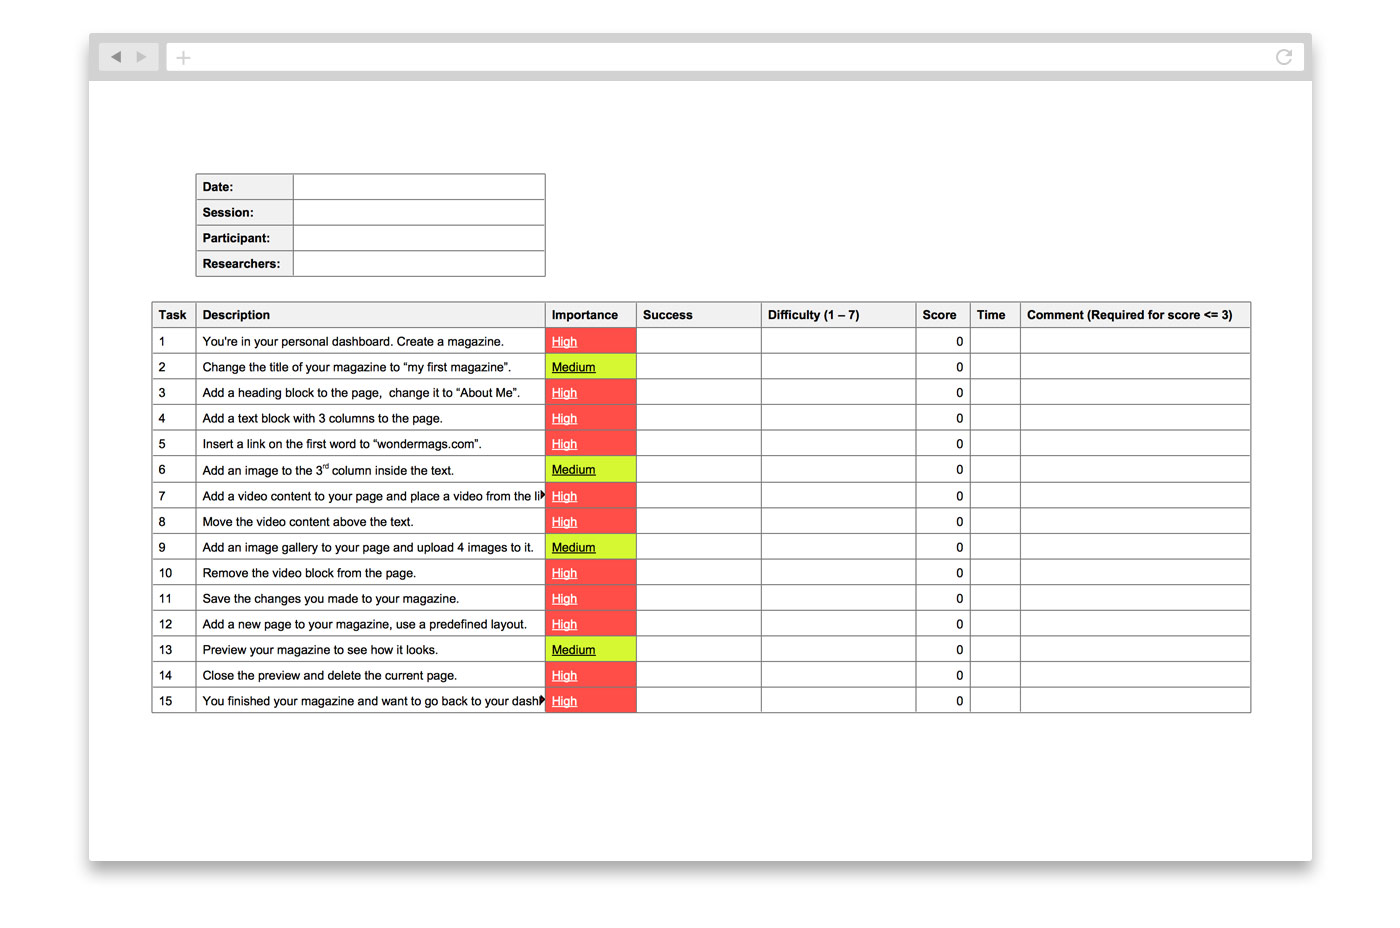 Date:
Session:
Participant:
Researchers:
Task Description Importance Success Difficulty (1 – 7) Score Time Comment (Required for score <= 3)
1 You're in your personal dashboard. Create a magazine. High 0
2 Change the title of your magazine to “my first magazine”. Medium 0
3 Add a heading block to the page,  change it to “About Me”. High 0
4 Add a text block with 3 columns to the page. High 0
5 Insert a link on the first word to “wondermags.com”. High 0
6 Add an image to the 3rd column inside the text. Medium 0
7 Add a video content to your page and place a video from the li High 0
8 Move the video content above the text. High 0
9 Add an image gallery to your page and upload 4 images to it. Medium 0
10 Remove the video block from the page. High 0
11 Save the changes you made to your magazine. High 0
12 Add a new page to your magazine, use a predefined layout. High 0
13 Preview your magazine to see how it looks. Medium 0
14 Close the preview and delete the current page. High 0
15 You finished your magazine and want to go back to your dash High 0